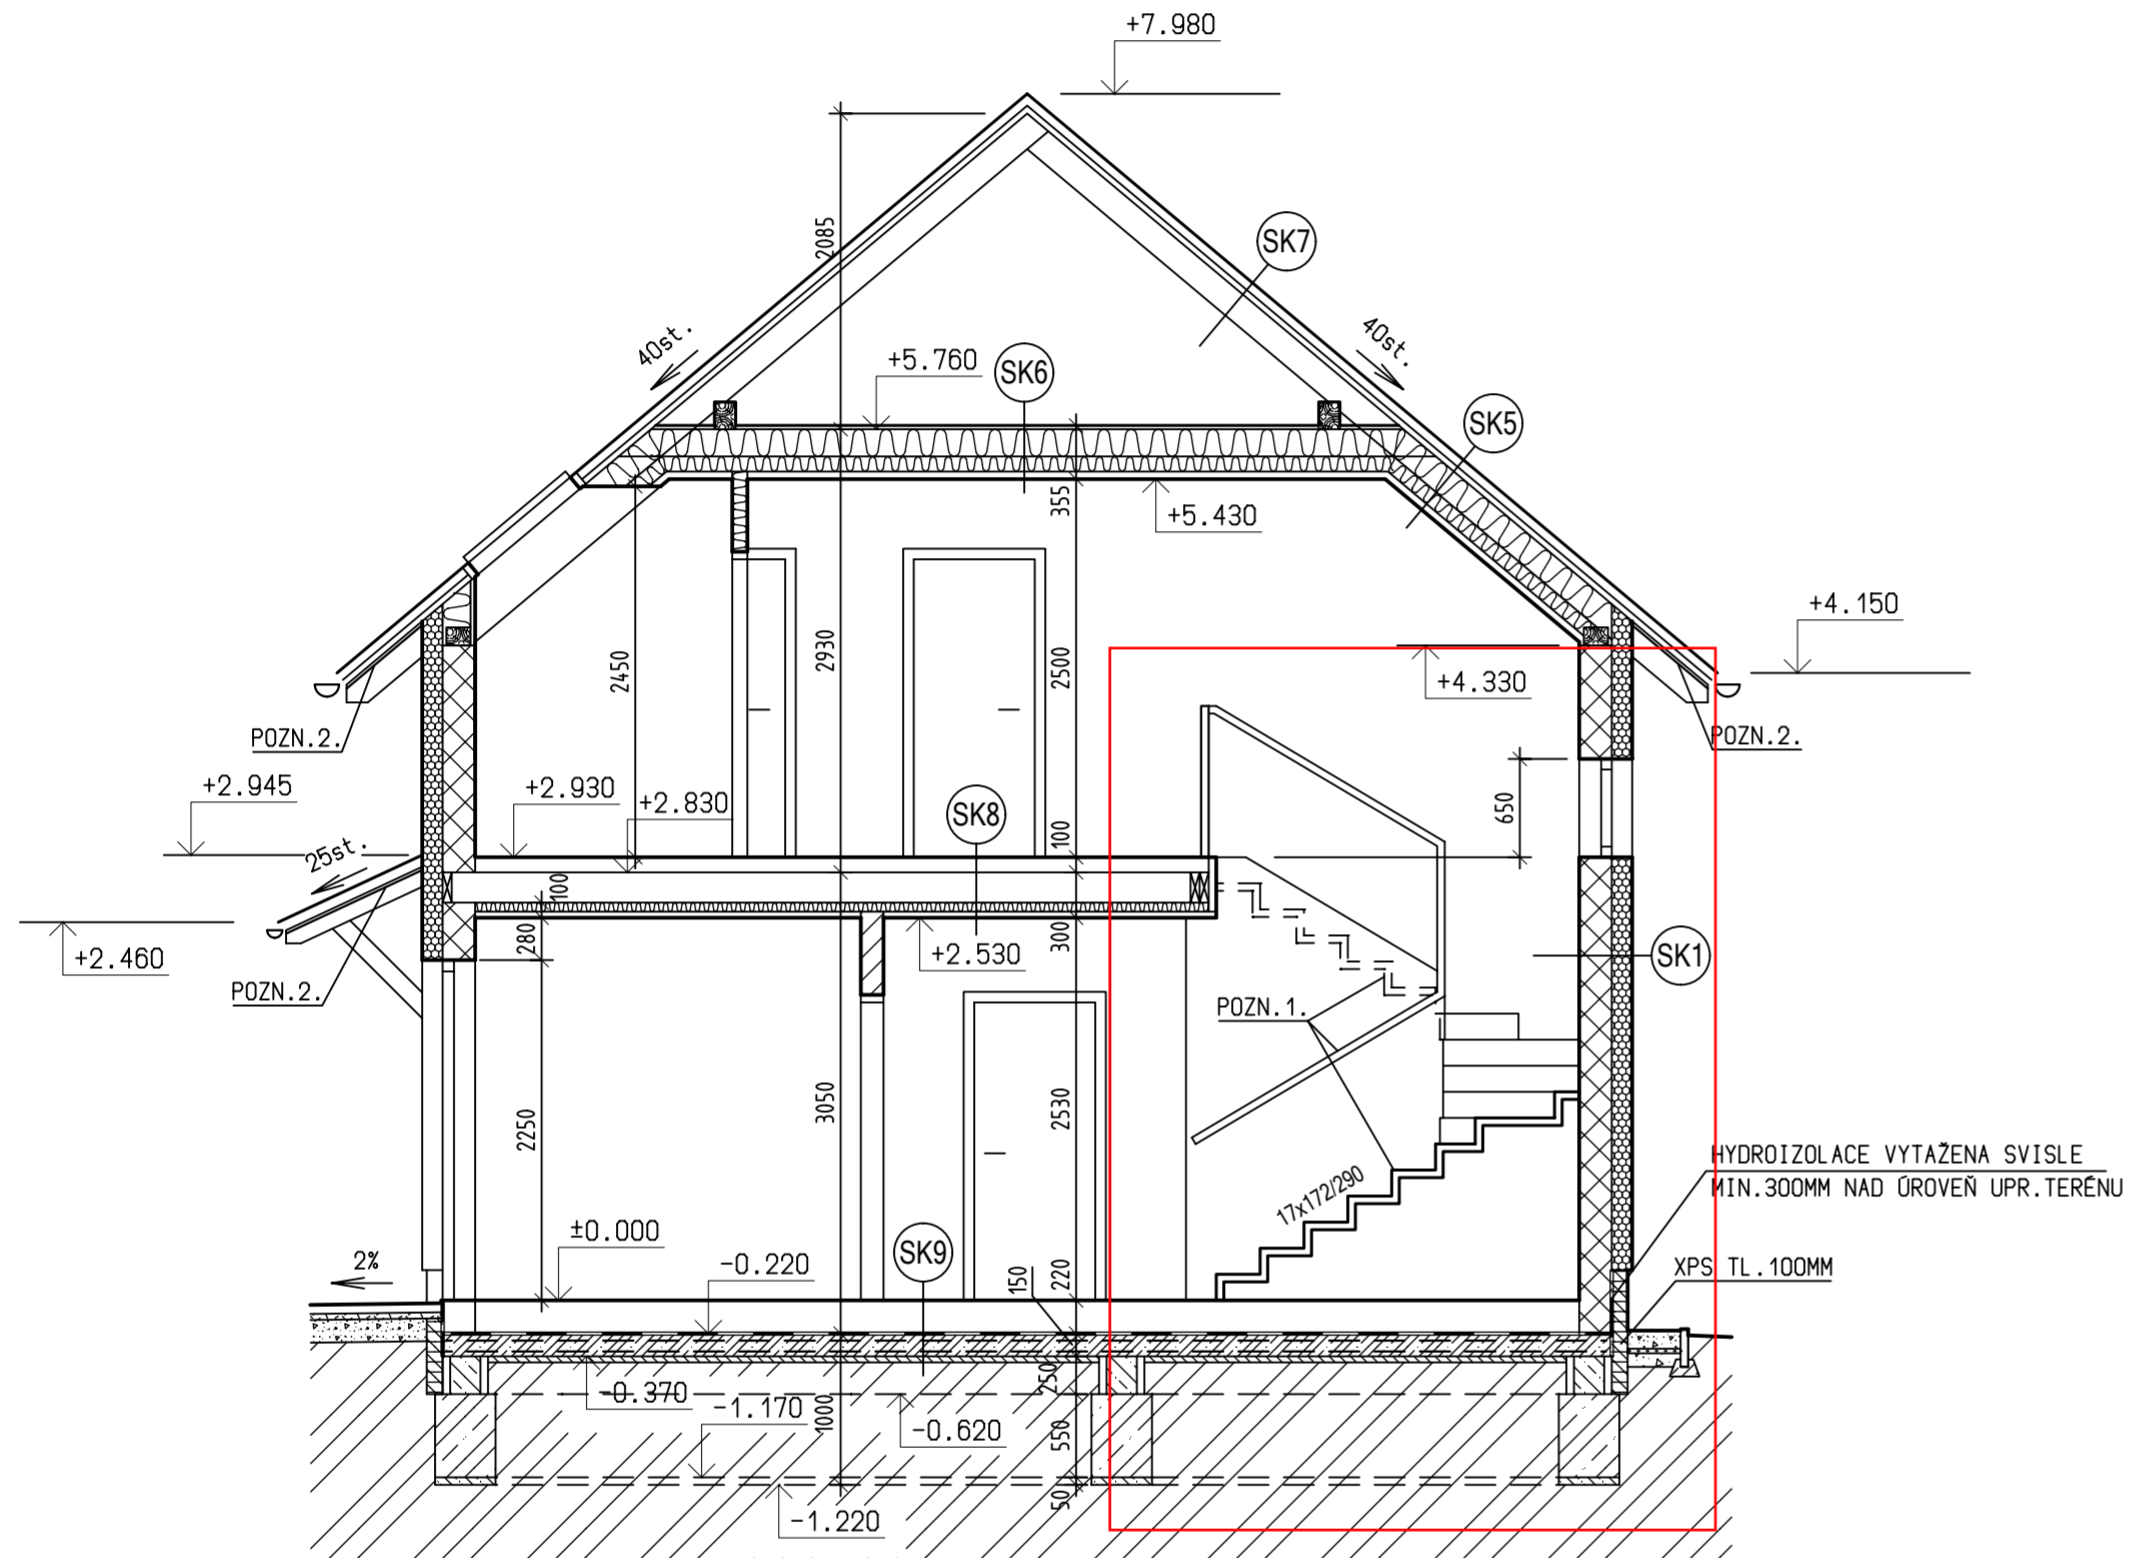 +7.980
2085
SK7
40st.
40st.
+5.760
SK6
SK5
355
+5.430
+4.150
2450
2930
2500
+4.330
POZN.2.
POZN.2.
+2.945
+2.930
+2.830
SK8
100
650
25st.
100
280
+2.530
300
+2.460
SK1
POZN.2.
POZN.1.
2250
3050
2530
HYDROIZOLACE VYTAŽENA SVISLE
MIN.300MM NAD ÚROVEŇ UPR.TERÉNU
17x172/290
±0.000
SK9
2%
-0.220
150
220
XPS TL.100MM
-0.370
250
-1.170
1000
-0.620
550
50
-1.220